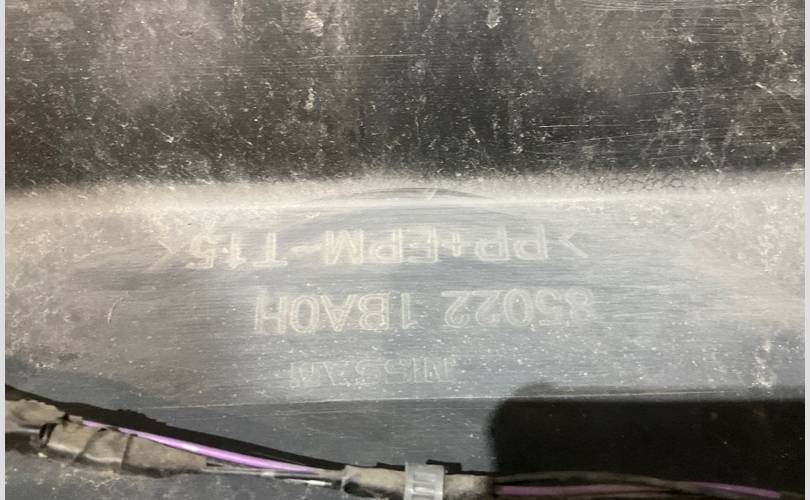 NISSAN
85022 1BA0H
>PP+EPM-T15<